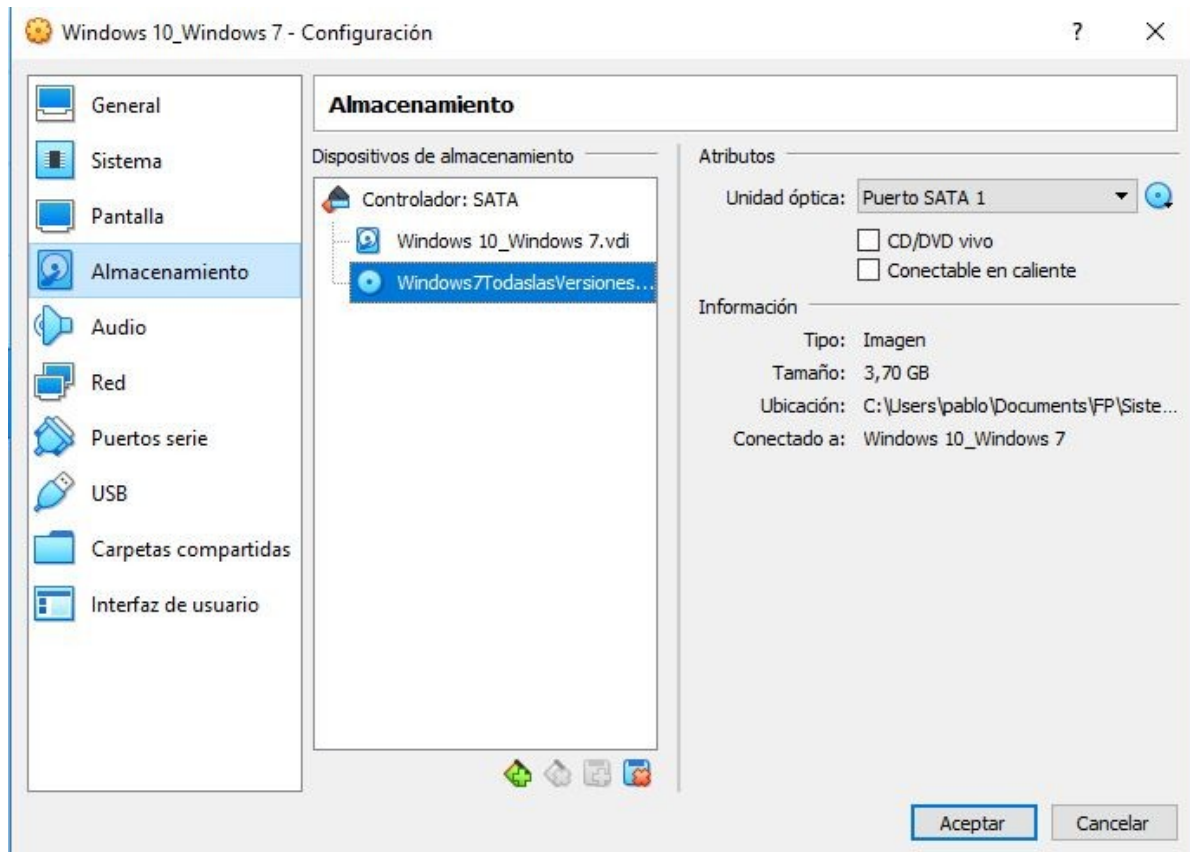 Windows 10_Windows 7 - Configuración
General
Sistema
Pantalla
Almacenamiento
Audio
Red
Puertos serie
USB
Carpetas compartidas
Interfaz de usuario
Almacenamiento
Dispositivos de almacenamiento
Controlador: SATA
Windows 10_Windows 7.vdi
Windows7TodaslasVersiones...
Atributos
Unidad óptica: Puerto SATA 1
CD/DVD vivo
Conectable en caliente
Información
Tipo: Imagen
Tamaño: 3,70 GB
Ubicación: C:\Users\pablo\Documents\FP\Siste...
Conectado a: Windows 10_Windows 7
Aceptar
Cancelar